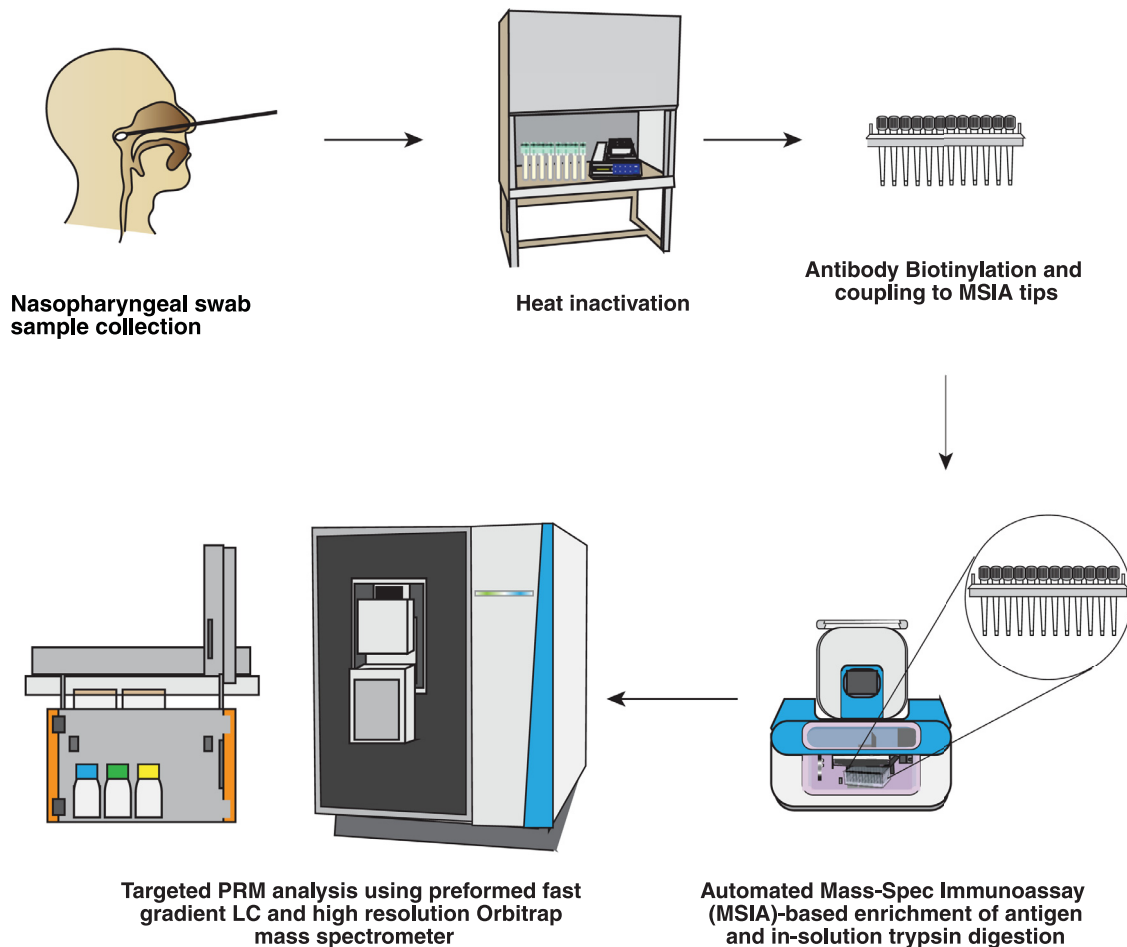 Nasopharyngeal swab
sample collection
Heat inactivation
Antibody Biotinylation and
coupling to MSIA tips
Automated Mass-Spec Immunoassay
(MSIA)-based enrichment of antigen
and in-solution trypsin digestion
Targeted PRM analysis using preformed fast
gradient LC and high resolution Orbitrap
mass spectrometer